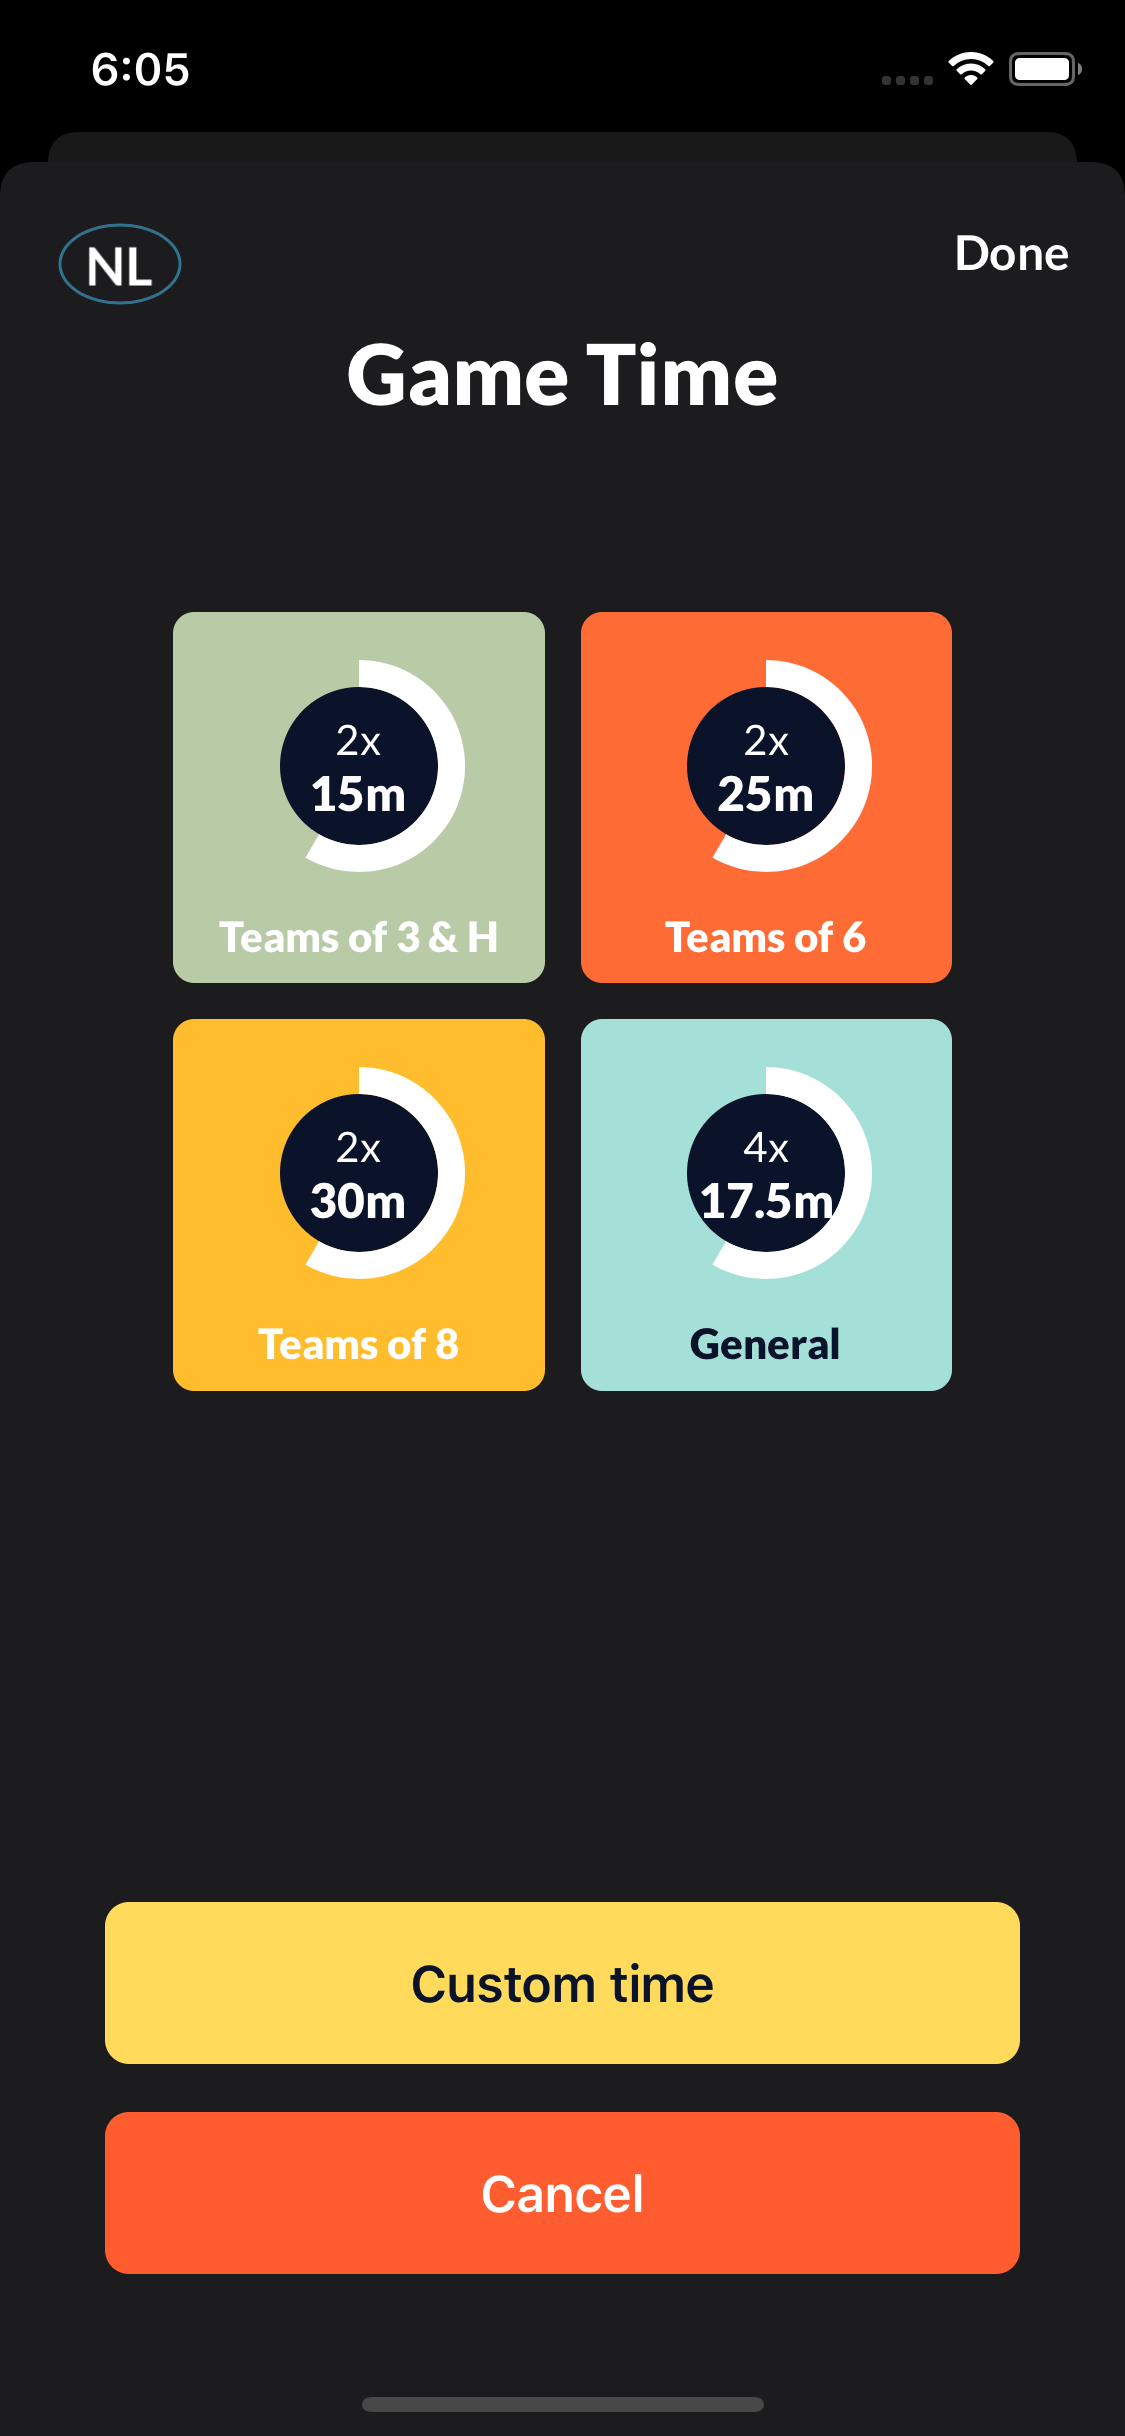 6:05
NL
Done
Game Time
2x
15m
Teams of 3 & H
2x
25m
Teams of 6
2x
30m
Teams of 8
4x
17.5m
General
Custom time
Cancel